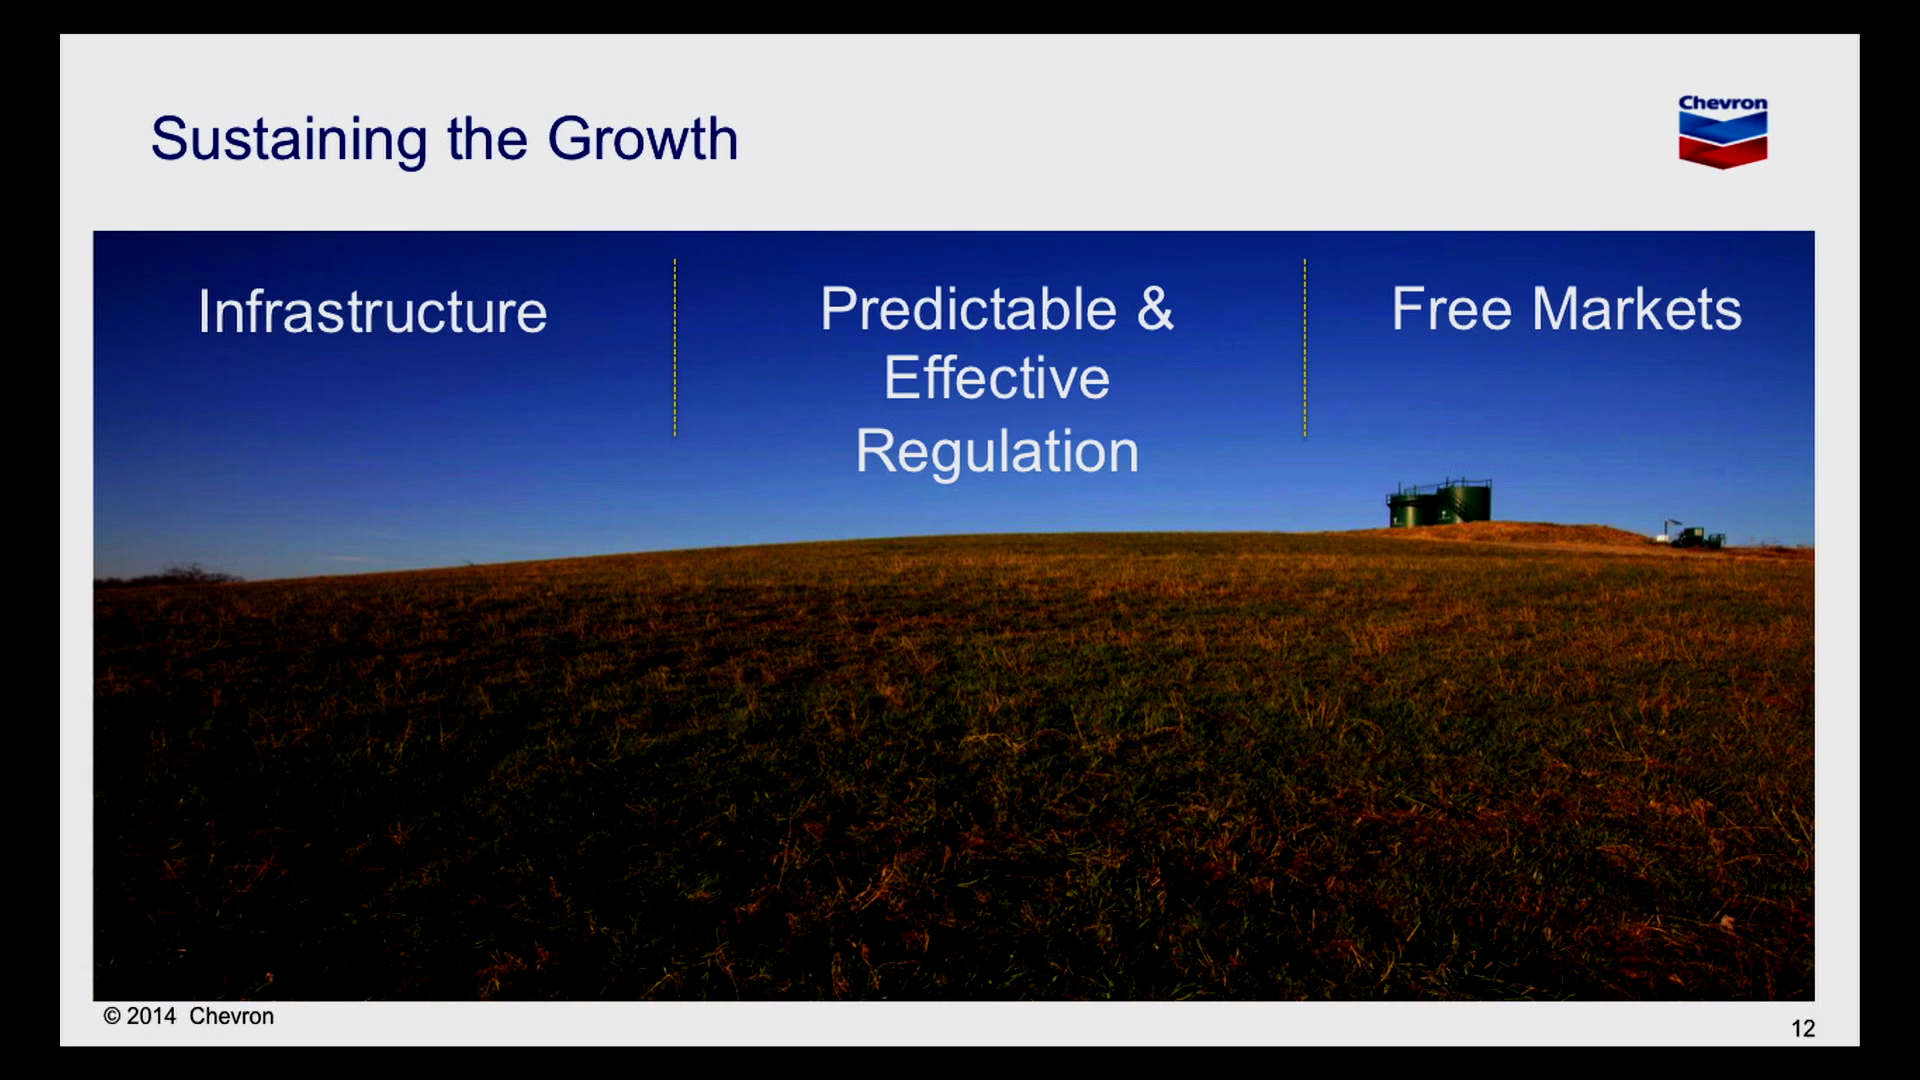 Sustaining the Growth
Chevron
Infrastructure
Predictable &
Effective
Regulation
Free Markets
© 2014 Chevron
12